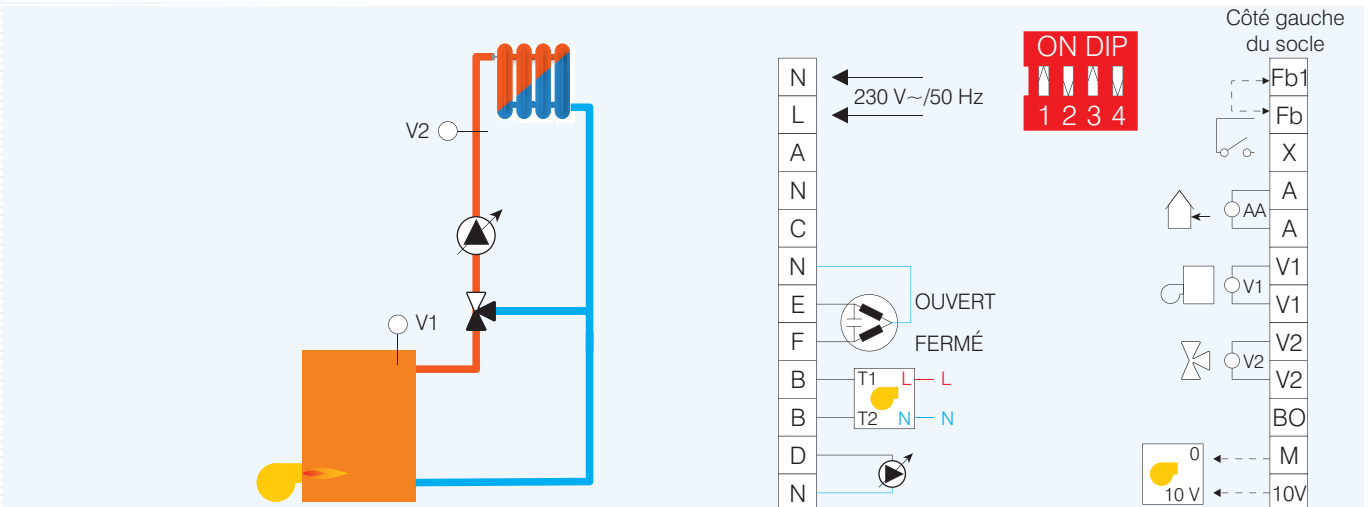 V2
V1
N
L
A
N
C
N
E
F
B
B
D
N
230 V~/50 Hz
OUVERT
FERMÉ
T1 L L
T2 N N
ON DIP
1 2 3 4
Côté gauche
du socle
Fb1
Fb
X
A
AA
A
V1
V1
V1
V2
V2
V2
BO
M
10V
0
10 V